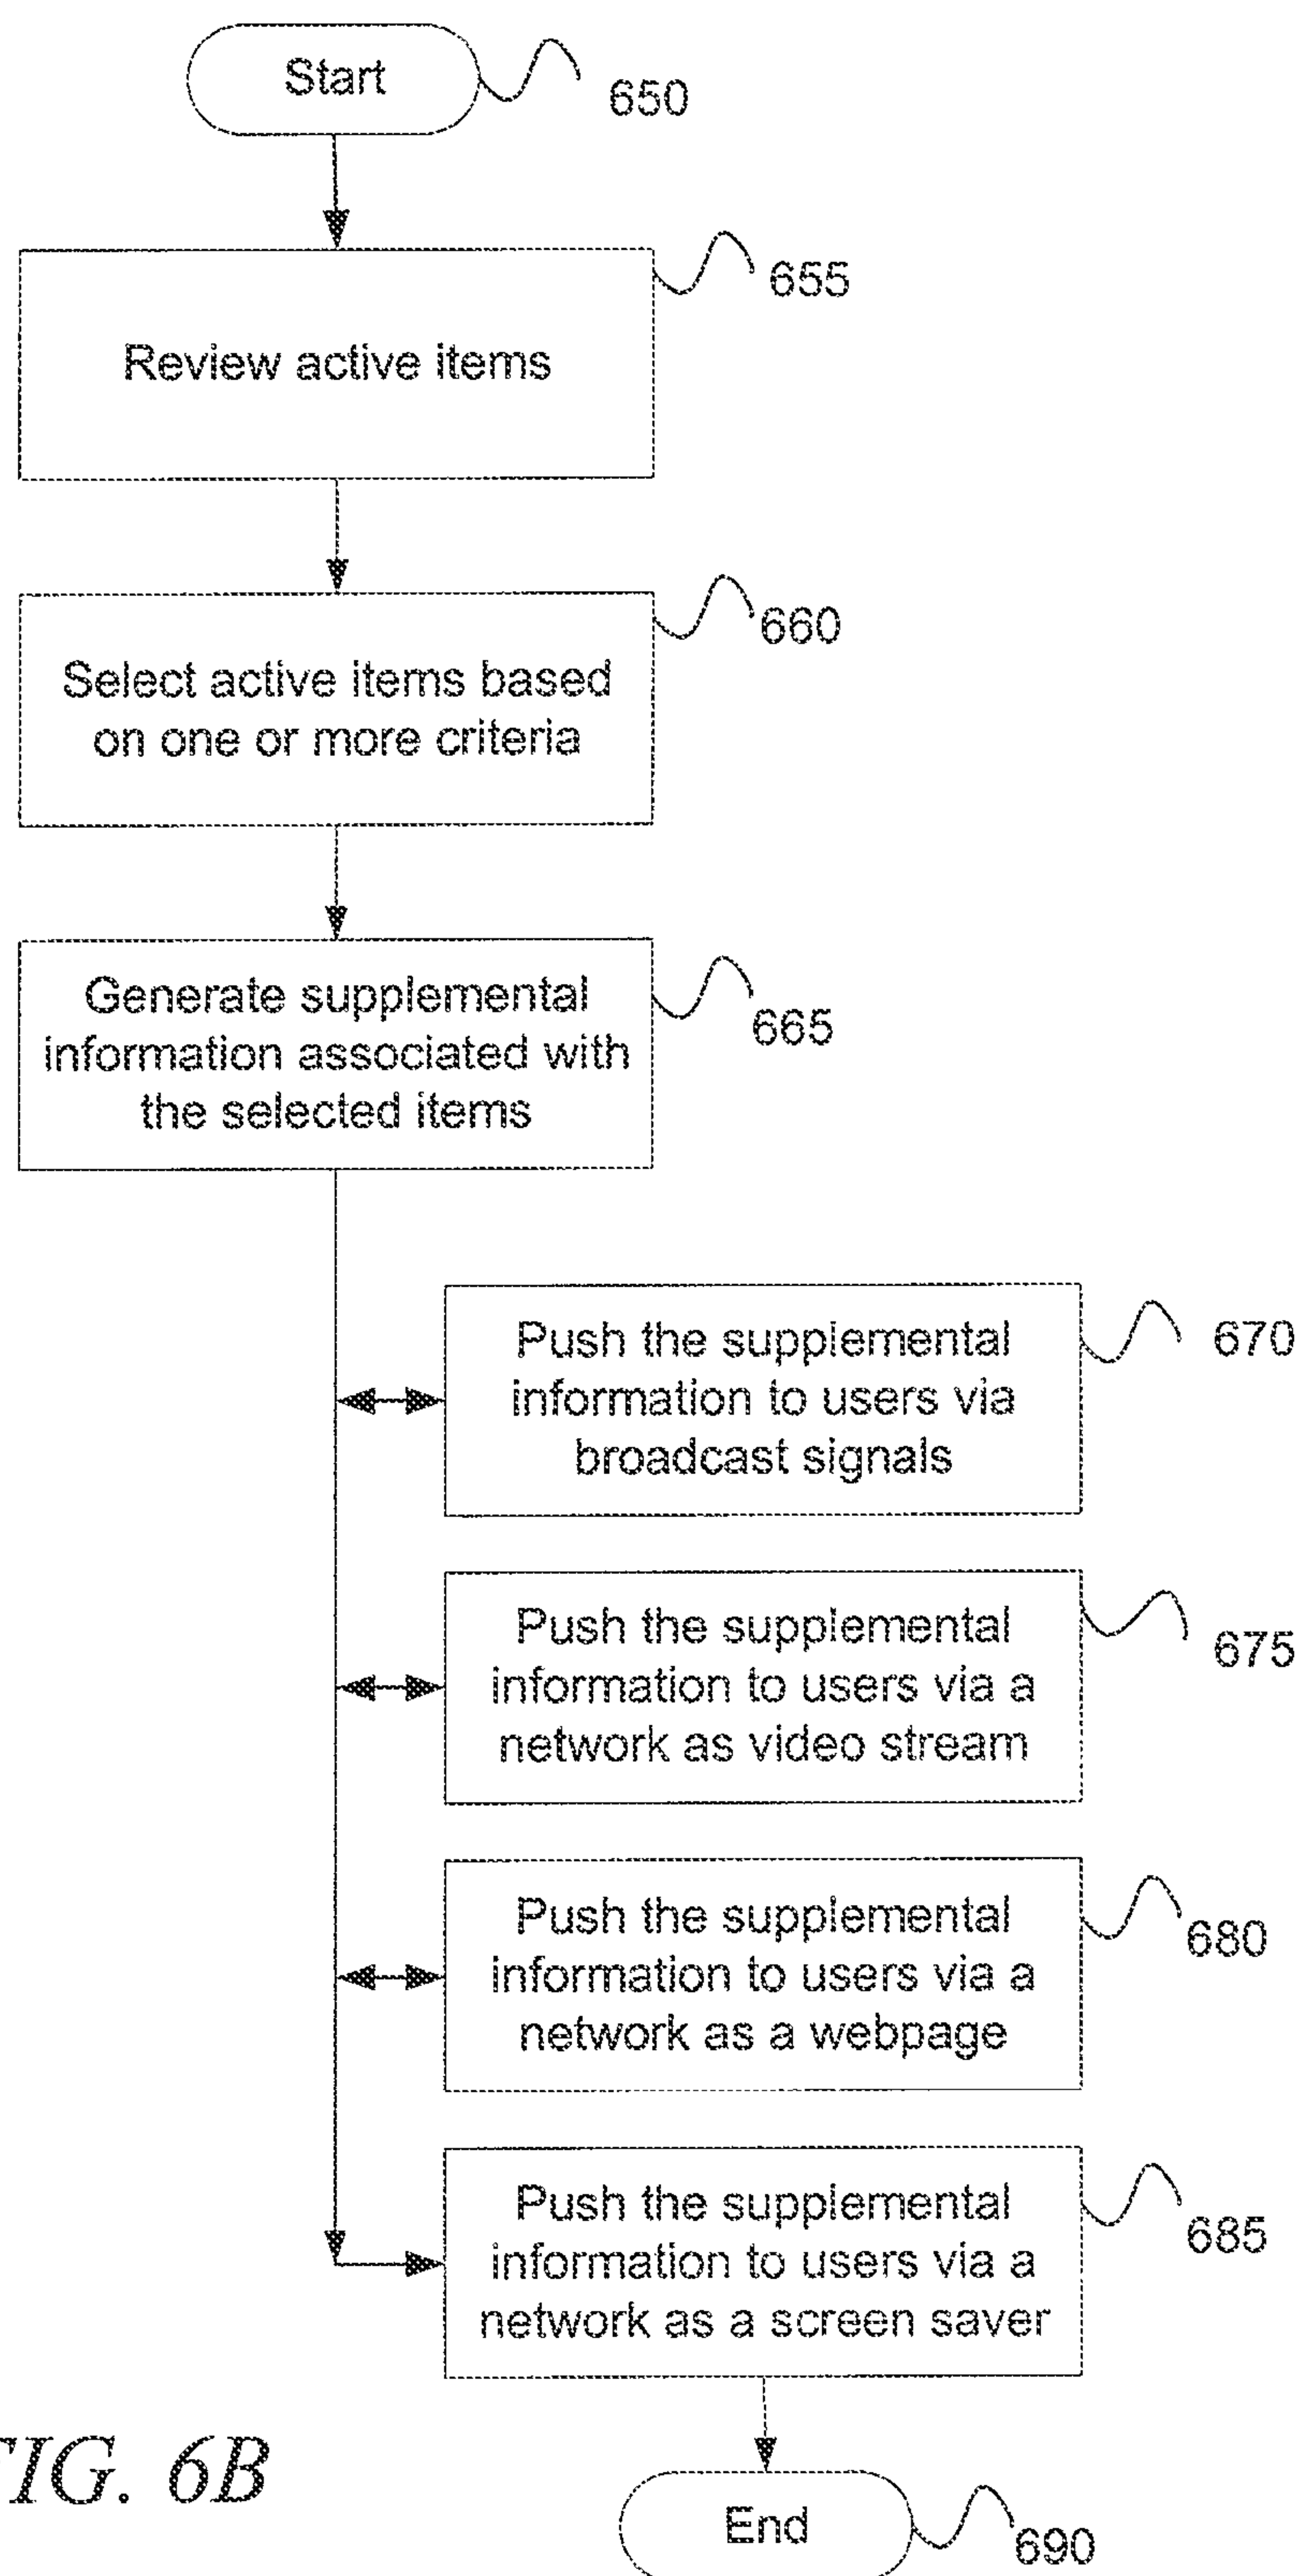 Start
650
655
Review active items
660
Select active items based
on one or more criteria
Generate supplemental
information associated with
the selected items
665
Push the supplemental
information to users via
broadcast signals
670
Push the supplemental
information to users via a
network as video stream
675
Push the supplemental
information to users via a
network as a webpage
680
Push the supplemental
information to users via a
network as a screen saver
685
FIG. 6B
End
690